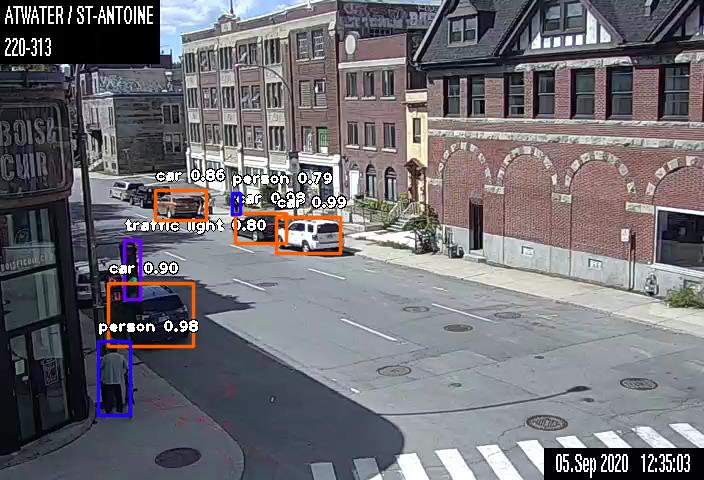 ATWATER / ST-ANTOINE
220-313
BOIS
CUIR
car 0.86
person 0.79
car 0.99
traffic light 0.80
car 0.90
person 0.98
05.Sep 2020 12:35:03